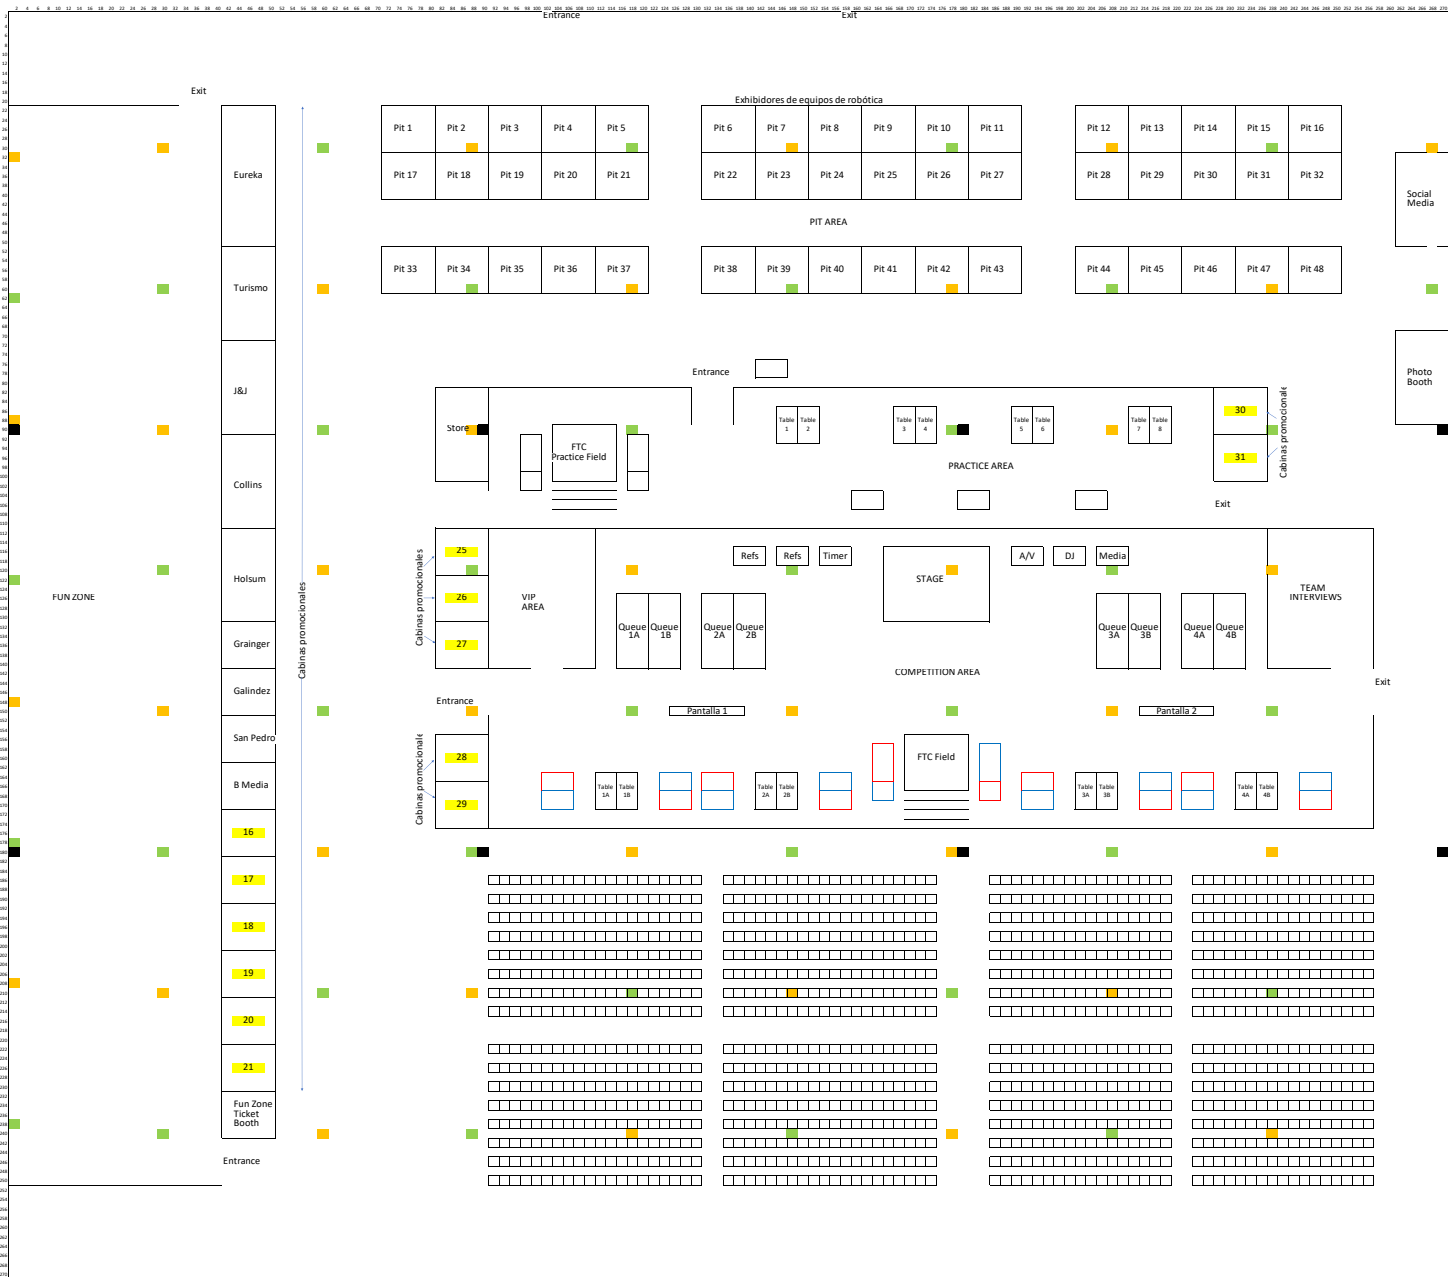 Entrance
Exit
Exit
Exhibidores de equipos de robótica
Pit 1 Pit 2 Pit 3 Pit 4 Pit 5 Pit 6 Pit 7 Pit 8 Pit 9 Pit 10 Pit 11 Pit 12 Pit 13 Pit 14 Pit 15 Pit 16
Pit 17 Pit 18 Pit 19 Pit 20 Pit 21 Pit 22 Pit 23 Pit 24 Pit 25 Pit 26 Pit 27 Pit 28 Pit 29 Pit 30 Pit 31 Pit 32
Eureka
Social
Media
PIT AREA
Pit 33 Pit 34 Pit 35 Pit 36 Pit 37 Pit 38 Pit 39 Pit 40 Pit 41 Pit 42 Pit 43 Pit 44 Pit 45 Pit 46 Pit 47 Pit 48
Turismo
Entrance
Photo
Booth
J&J
Store
FTC
Practice Field
Table
1
Table
2
Table
3
Table
4
Table
5
Table
6
Table
7
Table
8
30
31
Cabinas promocionale
PRACTICE AREA
Collins
Exit
Cabinas promocionales
25
26
27
Refs
Refs
Timer
STAGE
A/V
DJ
Media
Holsum
FUN ZONE
Cabinas promocionales
VIP
AREA
Queue
1A
Queue
1B
Queue
2A
Queue
2B
Queue
3A
Queue
3B
Queue
4A
Queue
4B
TEAM
INTERVIEWS
Grainger
COMPETITION AREA
Exit
Galindez
Entrance
Pantalla 1
Pantalla 2
San Pedro
Cabinas promocionale
28
29
FTC Field
B Media
Table
1A
Table
1B
Table
2A
Table
2B
Table
3A
Table
3B
Table
4A
Table
4B
16
17
18
19
20
21
Fun Zone
Ticket
Booth
Entrance